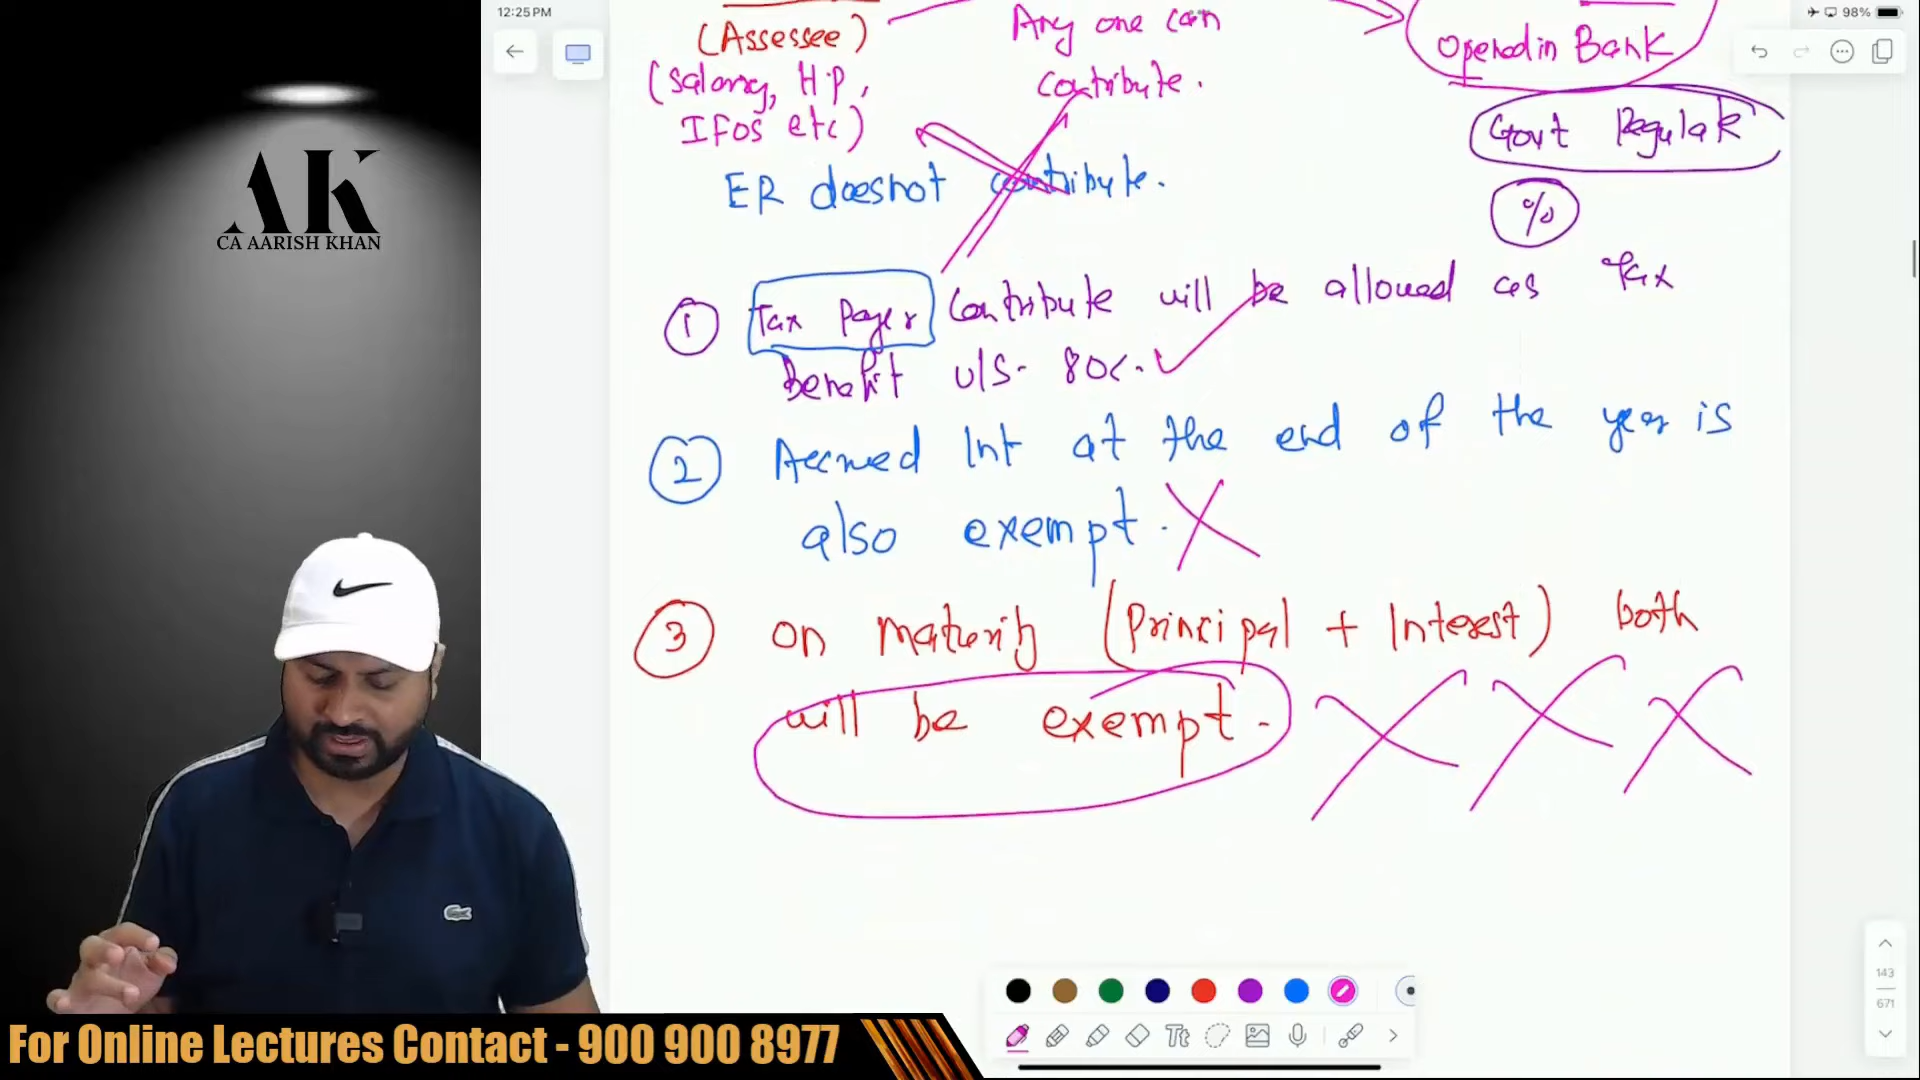 12:25 PM
98%
(Assessee)
Any one can
Opened in Bank
(Salary, HP,
contribute.
IFOS etc)
Govt
ER doesnot contribute.
%
AK
CA AARISH KHAN
① Tax Payer Contribute will be allowed as Tax
Benefit u/s. 80C.
② Accrued Int at the end of the year is
also exempt.
③ on maturity (Principal + Interest) both
will be exempt.
Tt
143
671
For Online Lectures Contact - 900 900 8977